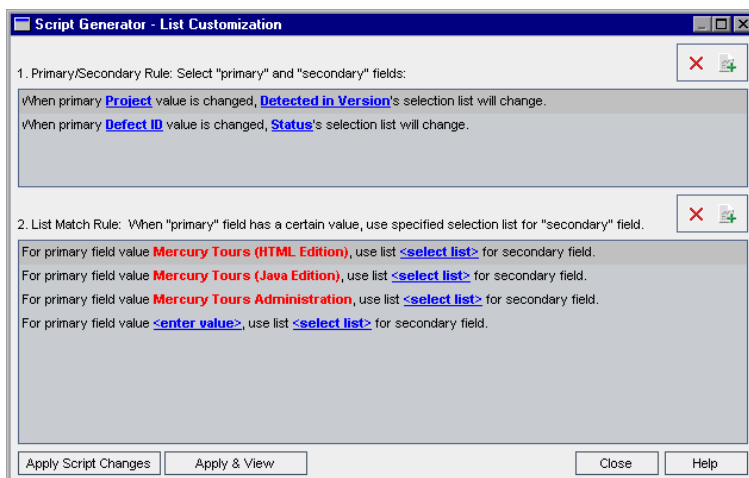 Script Generator - List Customization
1. Primary/Secondary Rule: Select "primary" and "secondary" fields:
When primary Project value is changed, Detected in Version's selection list will change.
When primary Defect ID value is changed, Status's selection list will change.
2. List Match Rule: When "primary" field has a certain value, use specified selection list for "secondary" field.
For primary field value Mercury Tours (HTML Edition), use list <select list> for secondary field.
For primary field value Mercury Tours (Java Edition), use list <select list> for secondary field.
For primary field value Mercury Tours Administration, use list <select list> for secondary field.
For primary field value <enter value>, use list <select list> for secondary field.
Apply Script Changes Apply & View Close Help